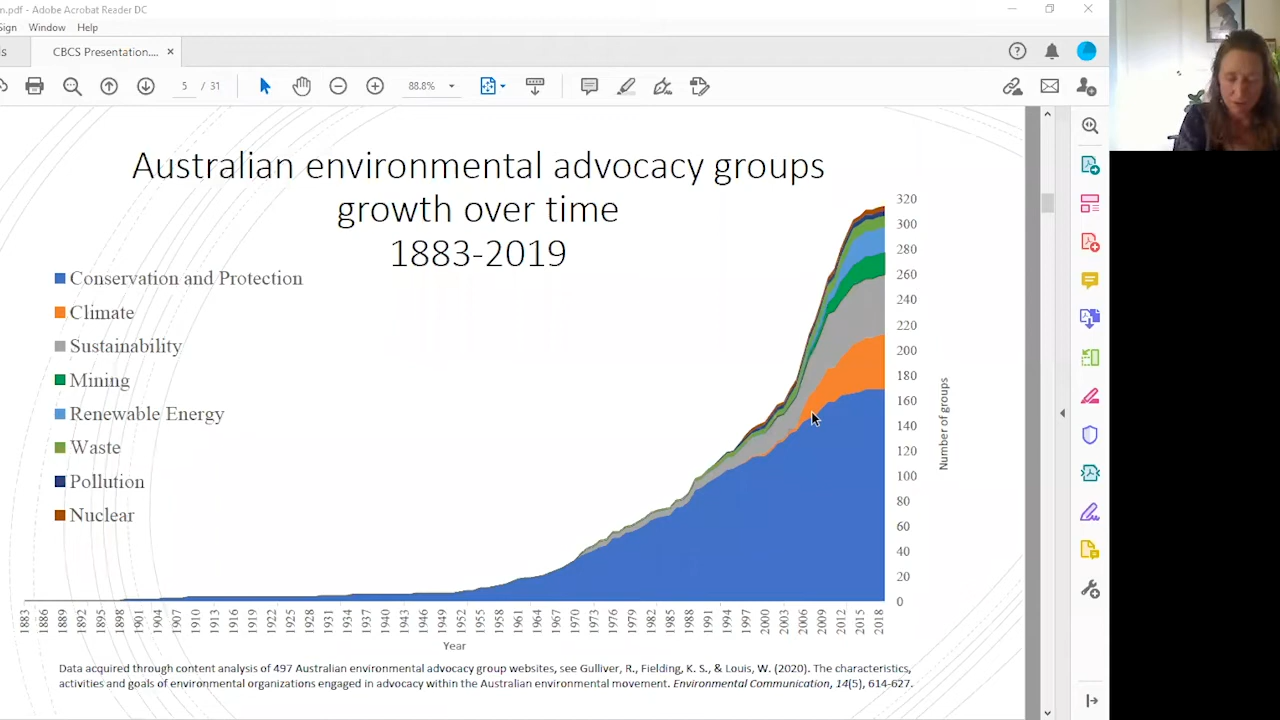 n.pdf - Adobe Acrobat Reader DC
Sign Window Help
ls CBCS Presentation....
5 / 31 88.8%
Australian environmental advocacy groups
growth over time
1883-2019
Conservation and Protection
Climate
Sustainability
Mining
Renewable Energy
Waste
Pollution
Nuclear
320
300
280
260
240
220
200
180
160
140
120
100
80
60
40
20
0
Number of groups
1883 1886 1889 1892 1895 1898 1901 1904 1907 1910 1913 1916 1919 1922 1925 1928 1931 1934 1937 1940 1943 1946 1949 1952 1955 1958 1961 1964 1967 1970 1973 1976 1979 1982 1985 1988 1991 1994 1997 2000 2003 2006 2009 2012 2015 2018
Year
Data acquired through content analysis of 497 Australian environmental advocacy group websites, see Gulliver, R., Fielding, K. S., & Louis, W. (2020). The characteristics,
activities and goals of environmental organizations engaged in advocacy within the Australian environmental movement. Environmental Communication, 14(5), 614-627.